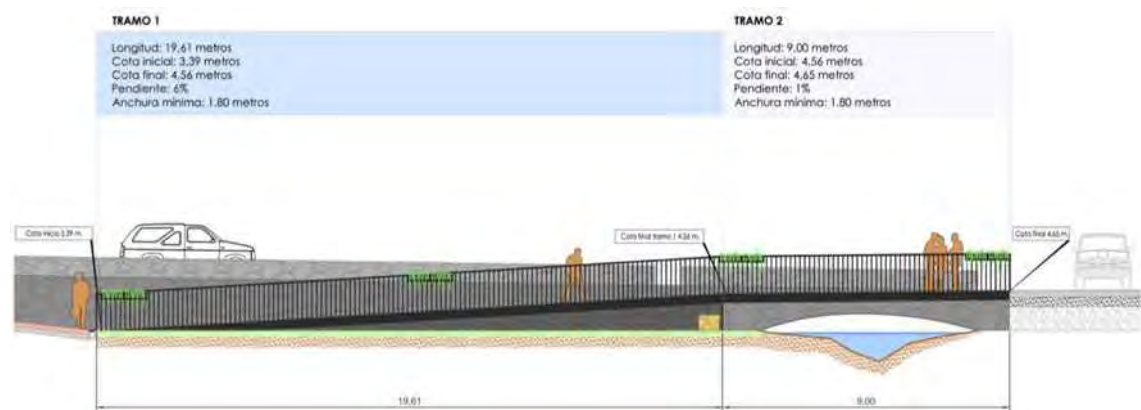 TRAMO 1
Longitud: 19,61 metros
Cota inicial: 3,39 metros
Cota final: 4,56 metros
Pendiente: 6%
Anchura mínima: 1.80 metros
TRAMO 2
Longitud: 9,00 metros
Cota inicial: 4,56 metros
Cota final: 4,65 metros
Pendiente: 1%
Anchura mínima: 1.80 metros
Cota inicio 3,39 m.
Cota final tramo 1 4,56 m.
Cota final 4,65 m.
19,61
9,00